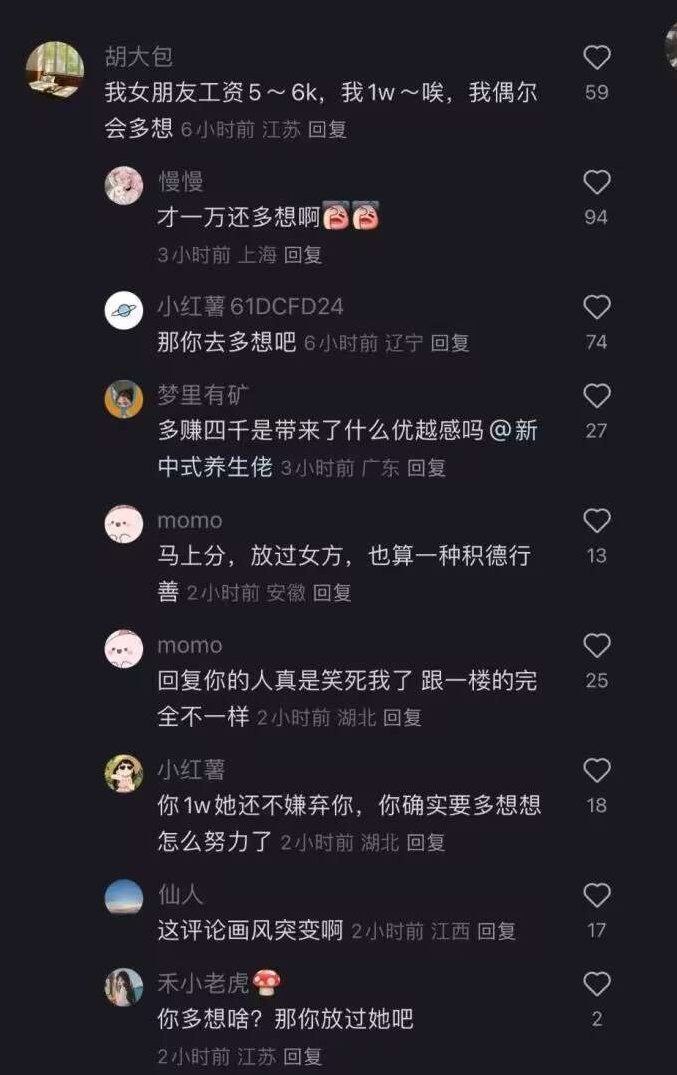 胡大包
我女朋友工资5～6k，我1w～唉，我偶尔
59
会多想 6小时前 江苏 回复
慢慢
才一万还多想啊
94
3小时前 上海 回复
小红薯61DCFD24
那你去多想吧 6小时前 辽宁 回复
74
梦里有矿
多赚四千是带来了什么优越感吗@新
27
中式养生佬 3小时前 广东 回复
momo
马上分，放过女方，也算一种积德行
13
善 2小时前 安徽 回复
momo
回复你的人真是笑死我了 跟一楼的完
25
全不一样 2小时前 湖北 回复
小红薯
你1w她还不嫌弃你，你确实要多想想
18
怎么努力了 2小时前 湖北 回复
仙人
这评论画风突变啊 2小时前 江西 回复
17
禾小老虎
你多想啥？那你放过她吧
2
2小时前 江苏 回复